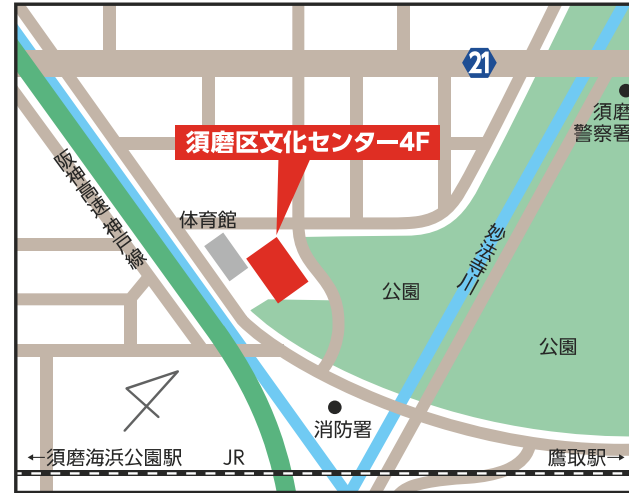 21
須磨
警察署
須磨区文化センター4F
阪神高速神戸線
体育館
妙法寺川
公園
公園
消防署
←須磨海浜公園駅
JR
鷹取駅→